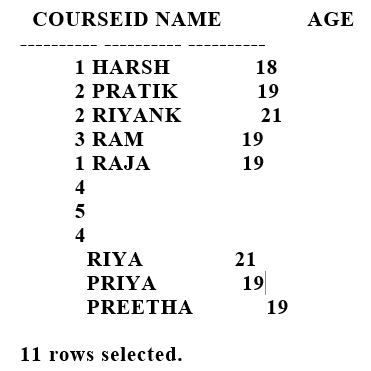 COURSEID NAME AGE
---------- ---------- ----------
1 HARSH 18
2 PRATIK 19
2 RIYANK 21
3 RAM 19
1 RAJA 19
4
5
4
RIYA 21
PRIYA 19
PREETHA 19
11 rows selected.